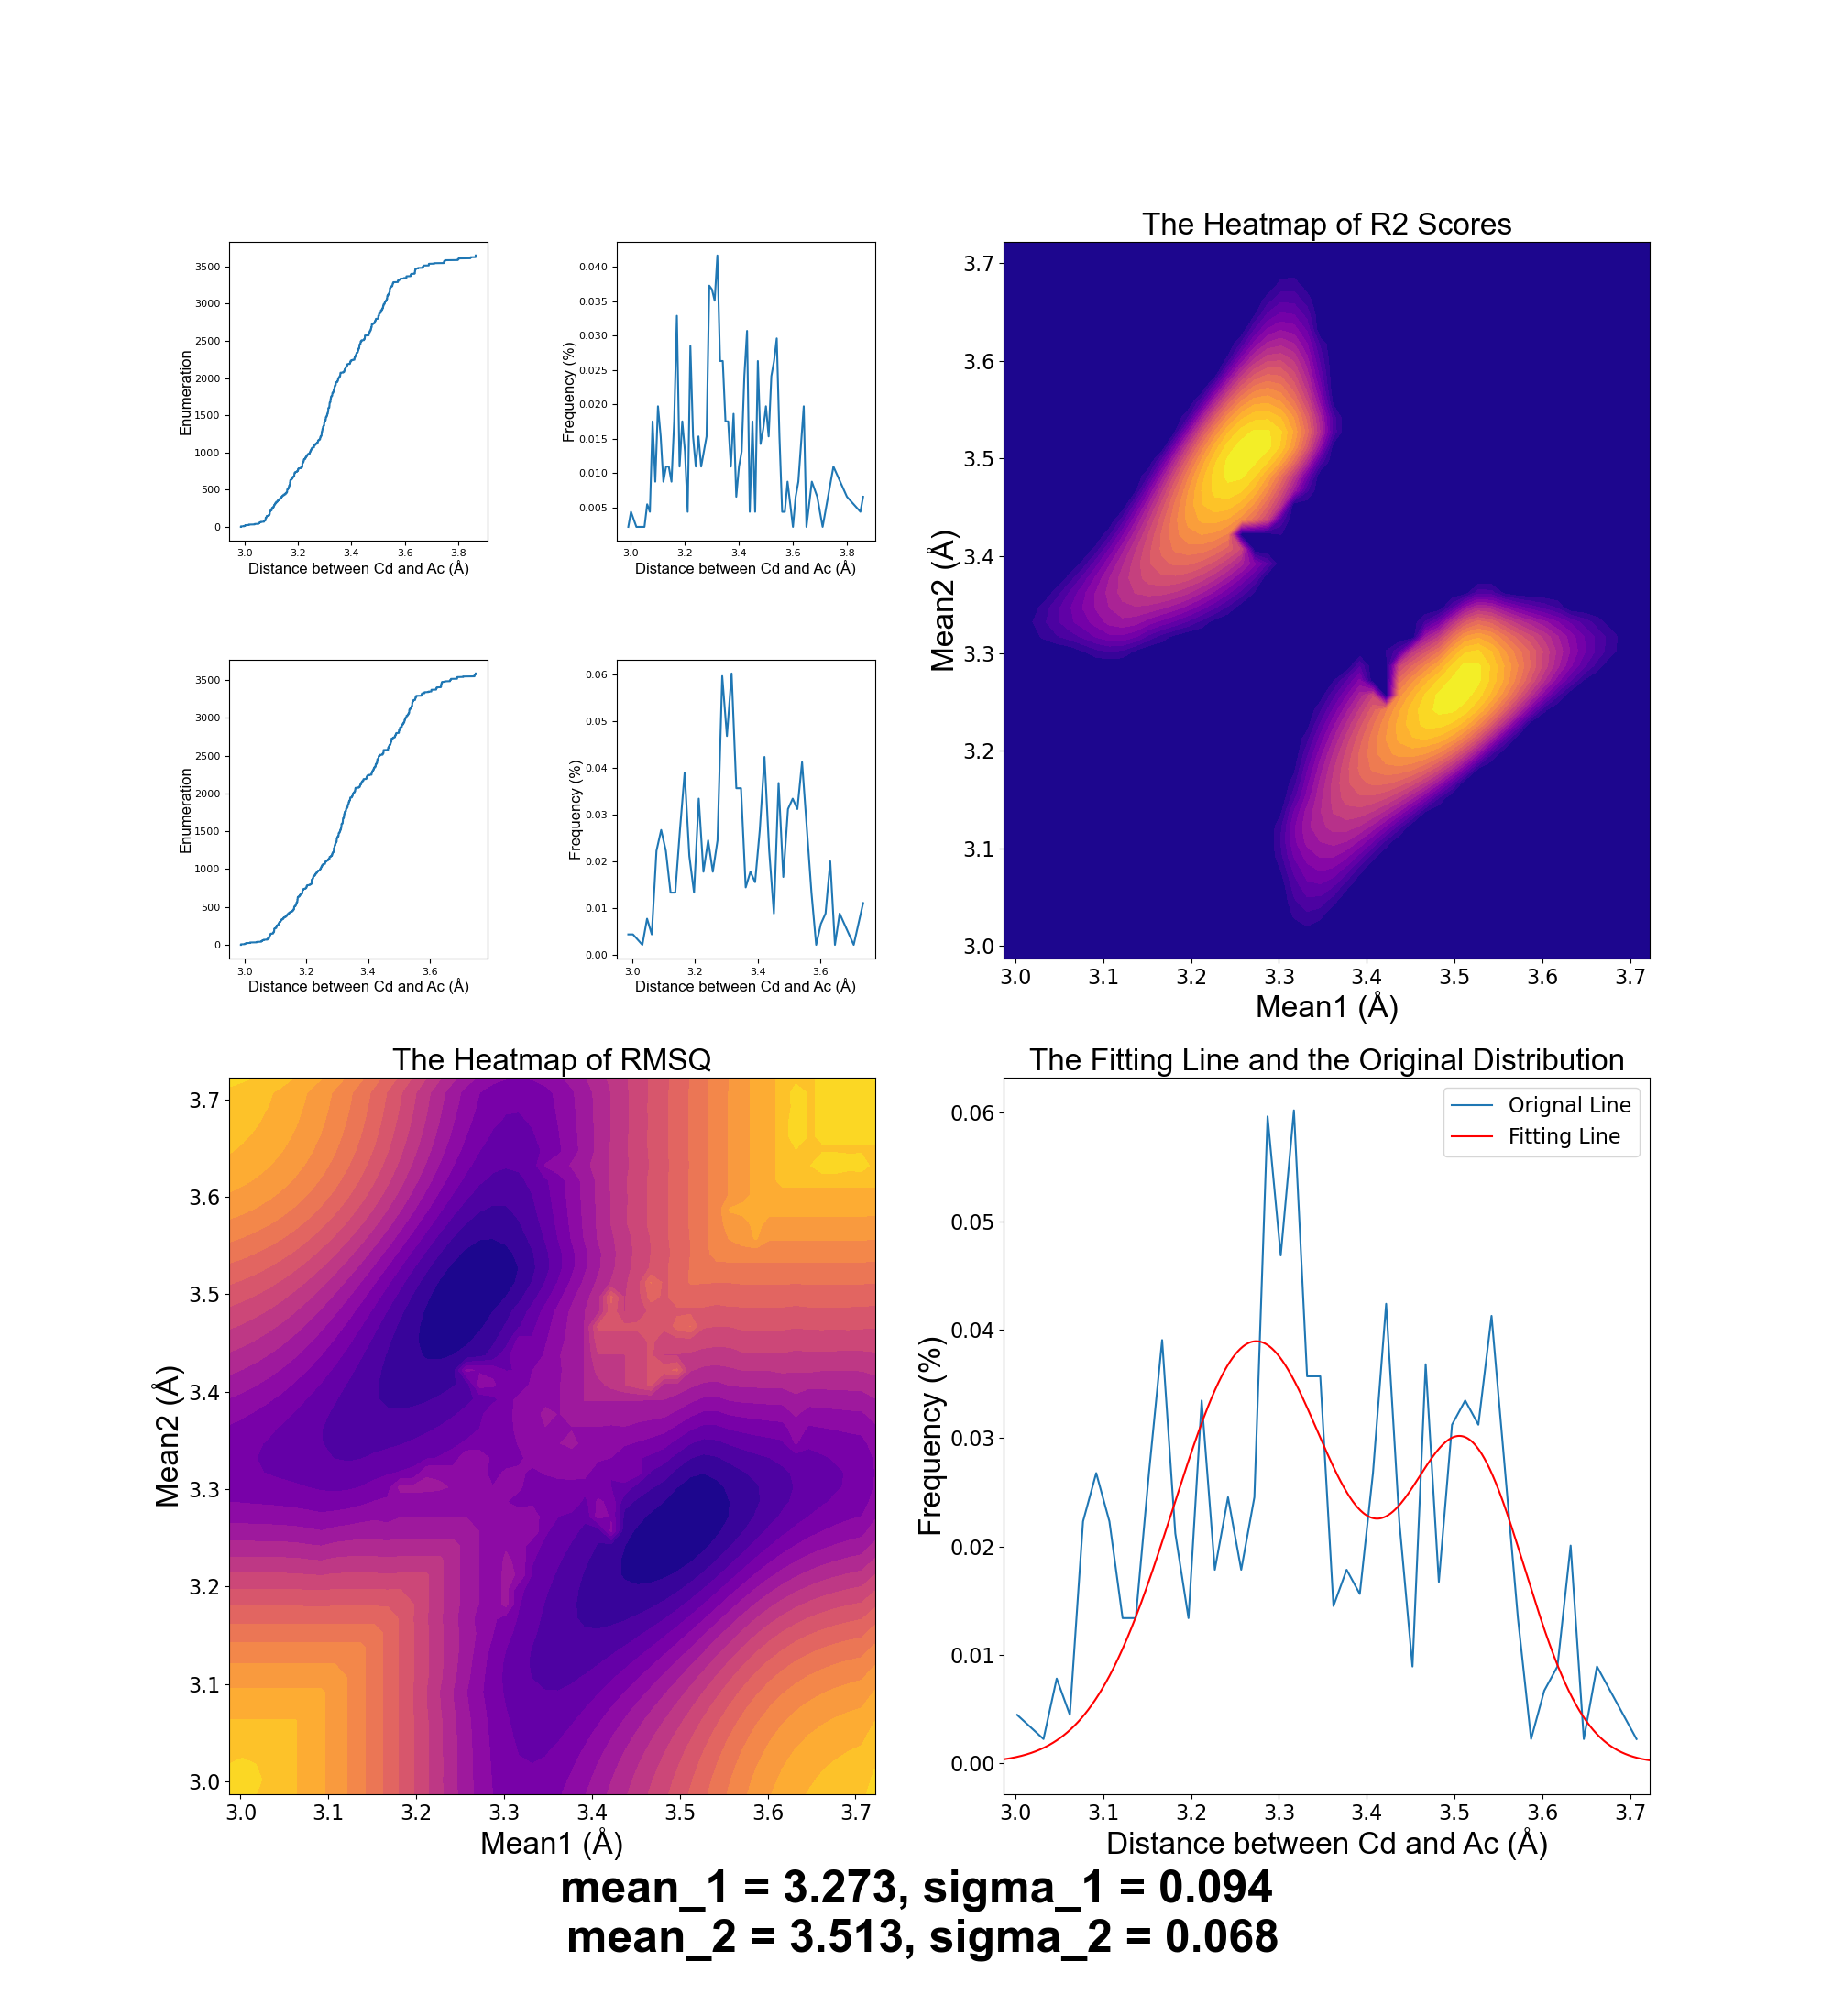 3500
3000
2500
2000
1500
1000
500
0
Enumeration
3.0 3.2 3.4 3.6 3.8
Distance between Cd and Ac (Å)
0.040
0.035
0.030
0.025
0.020
0.015
0.010
0.005
Frequency (%)
3.0 3.2 3.4 3.6 3.8
Distance between Cd and Ac (Å)
The Heatmap of R2 Scores
3.7
3.6
3.5
3.4
3.3
3.2
3.1
3.0
Mean2 (Å)
3.0 3.1 3.2 3.3 3.4 3.5 3.6 3.7
Mean1 (Å)
3500
3000
2500
2000
1500
1000
500
0
Enumeration
3.0 3.2 3.4 3.6
Distance between Cd and Ac (Å)
0.06
0.05
0.04
0.03
0.02
0.01
0.00
Frequency (%)
3.0 3.2 3.4 3.6
Distance between Cd and Ac (Å)
The Heatmap of RMSQ
3.7
3.6
3.5
3.4
3.3
3.2
3.1
3.0
Mean2 (Å)
3.0 3.1 3.2 3.3 3.4 3.5 3.6 3.7
Mean1 (Å)
The Fitting Line and the Original Distribution
Orignal Line
Fitting Line
0.06
0.05
0.04
0.03
0.02
0.01
0.00
Frequency (%)
3.0 3.1 3.2 3.3 3.4 3.5 3.6 3.7
Distance between Cd and Ac (Å)
mean_1 = 3.273, sigma_1 = 0.094
mean_2 = 3.513, sigma_2 = 0.068